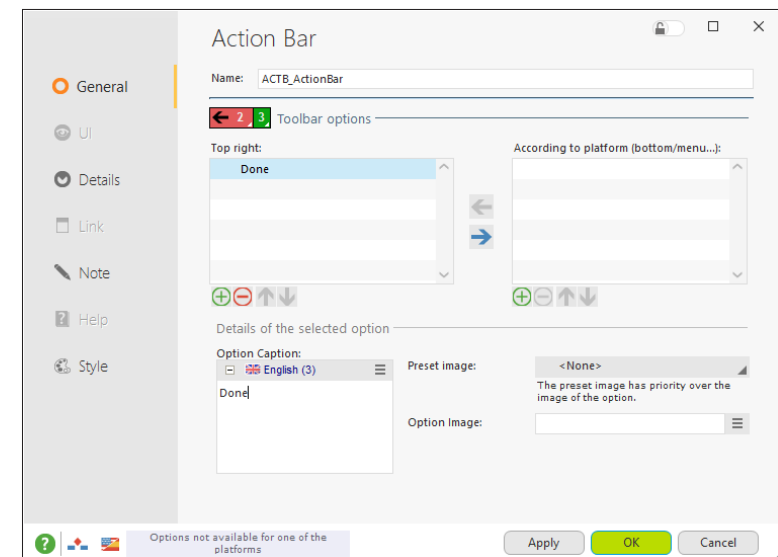 Action Bar
General
UI
Details
Link
Note
Help
Style
Name: ACTB_ActionBar
2 3 Toolbar options
Top right:
Done
According to platform (bottom/menu...):
Details of the selected option
Option Caption:
English (3)
Done
Preset image: <None>
The preset image has priority over the
image of the option.
Option Image:
Options not available for one of the
platforms
Apply OK Cancel